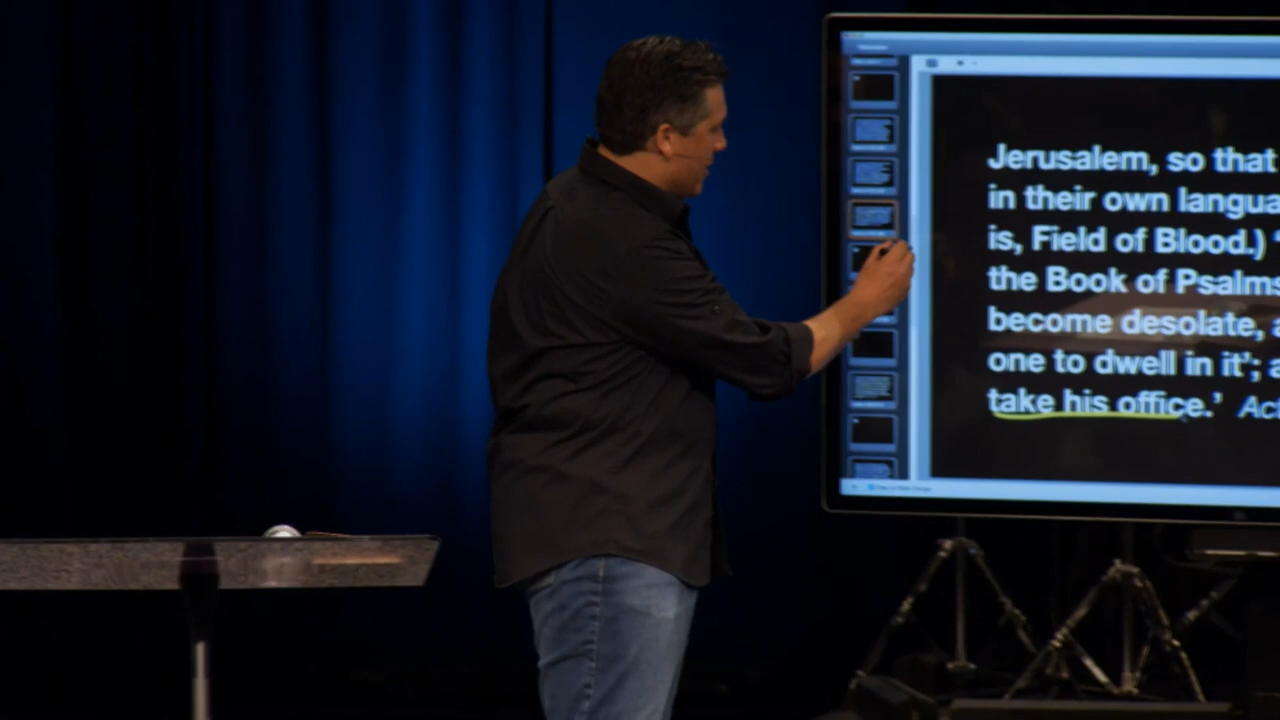 Jerusalem, so that
in their own langua
is, Field of Blood.) ‘
the Book of Psalms
become desolate, a
one to dwell in it’; a
take his office.’ Act